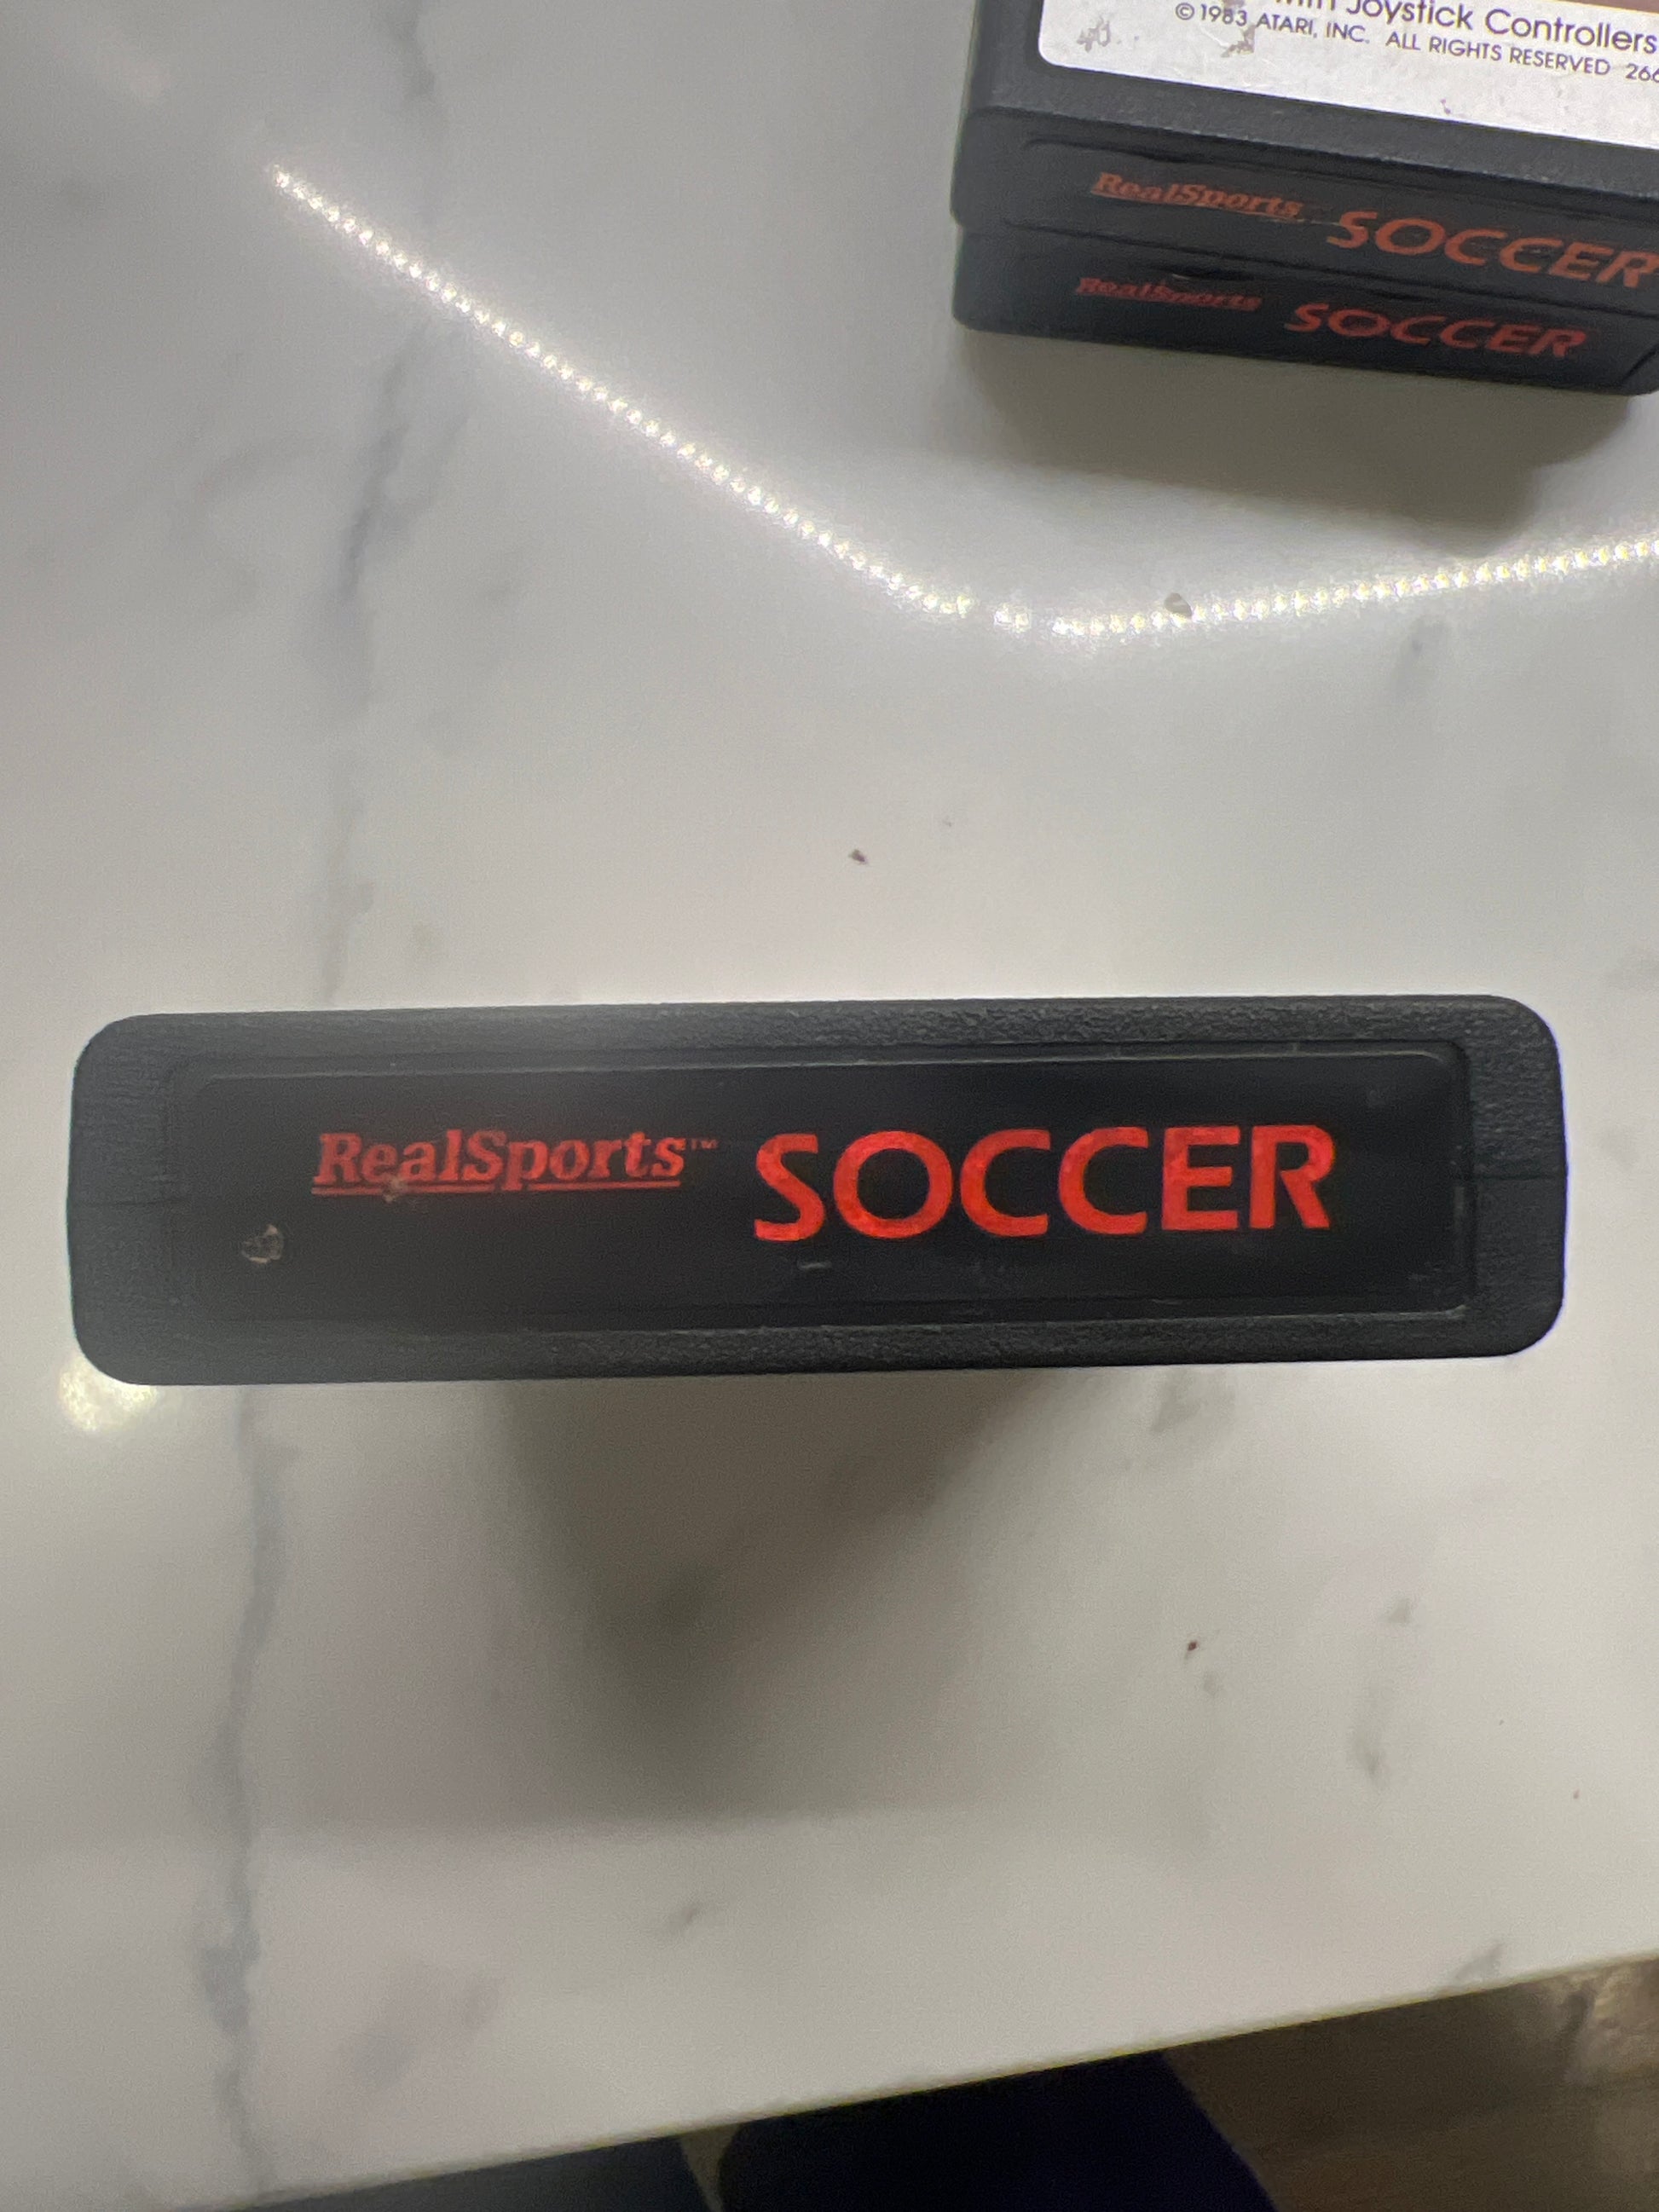 Joystick Controllers
© 1983 ATARI, INC. ALL RIGHTS RESERVED
RealSports SOCCER
RealSports SOCCER
RealSports™ SOCCER